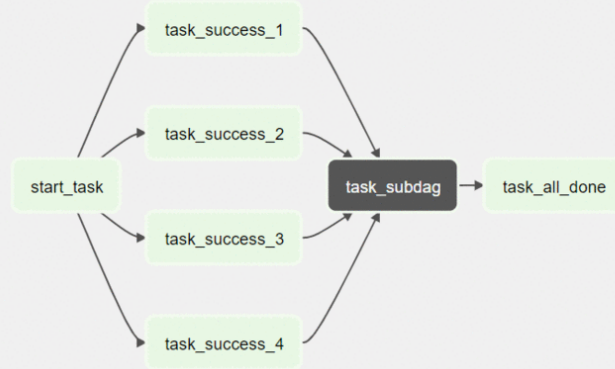 task_success_1
task_success_2
start_task
task_subdag
task_all_done
task_success_3
task_success_4